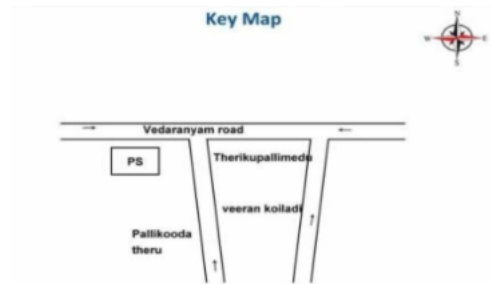 Key Map
N
W E
S
Vedaranyam road
PS
Therikupallimedu
veeran koiladi
Pallikooda
theru